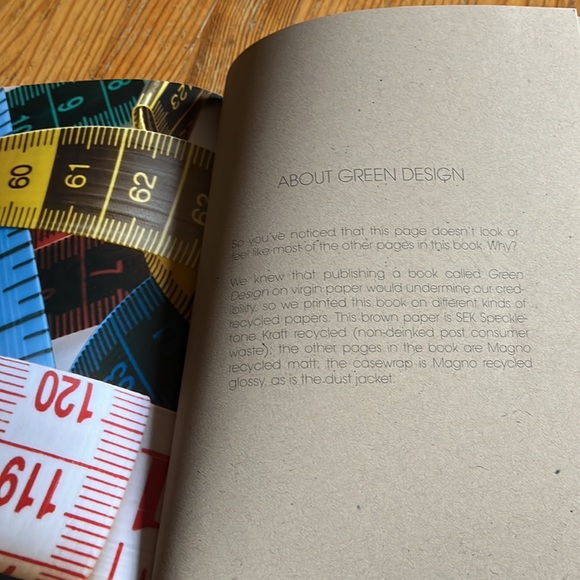 9
23
60
61
62
63
120
119
ABOUT GREEN DESIGN
So you've noticed that this page doesn't look or
feel like most of the other pages in this book. Why?
We knew that publishing a book called Green
Design on virgin paper would undermine our cred-
ibility, so we printed this book on different kinds of
recycled papers. This brown paper is SEK Speckle-
tone Kraft recycled (non-deinked post consumer
waste); the other pages in the book are Magno
recycled matt; the casewrap is Magno recycled
glossy, as is the dust jacket.